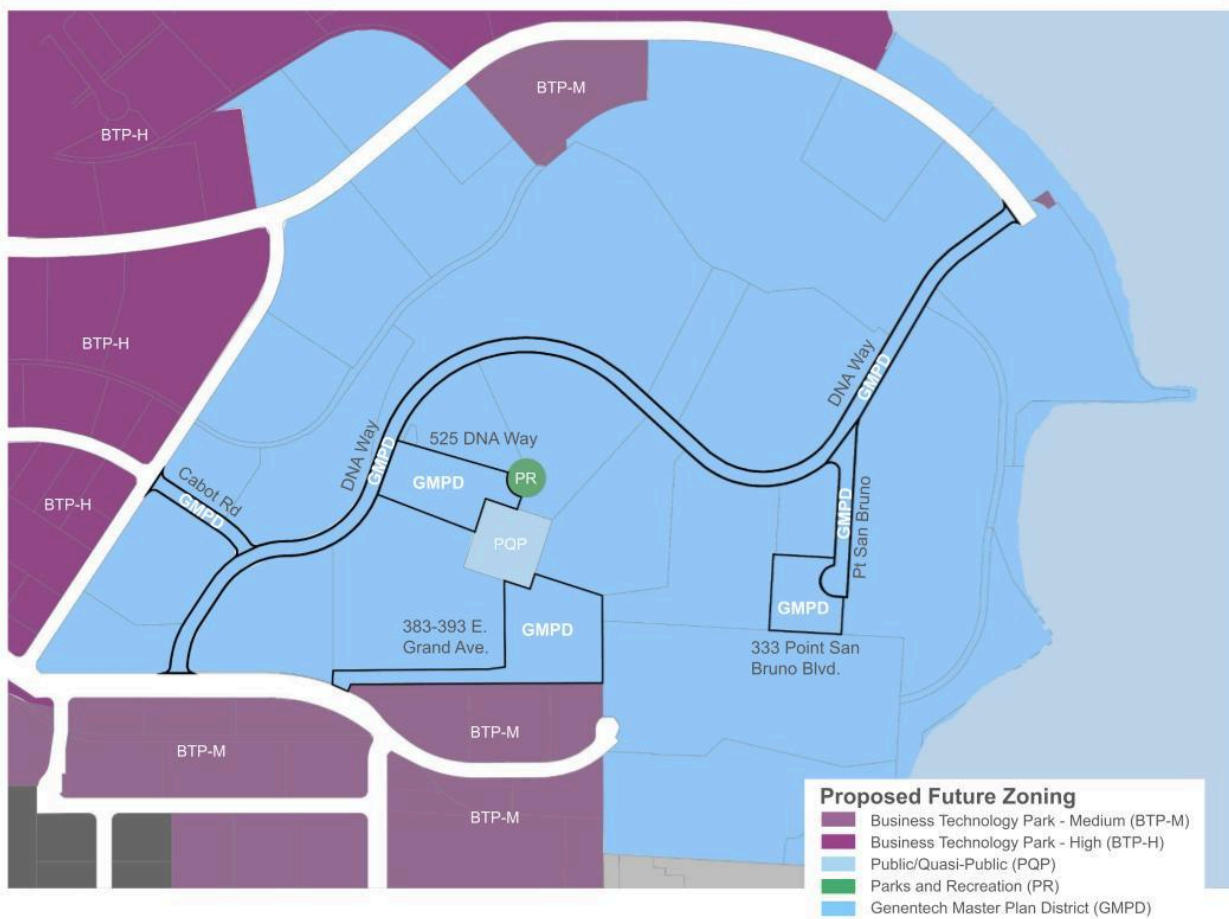 BTP-M
BTP-H
BTP-H
DNA Way
GMPD
525 DNA Way
DNA Way
GMPD
GMPD
PR
Cabot Rd
GMPD
BTP-H
GMPD
Pt San Bruno
PQP
GMPD
GMPD
383-393 E.
Grand Ave.
333 Point San
Bruno Blvd.
BTP-M
BTP-M
BTP-M
Proposed Future Zoning
Business Technology Park - Medium (BTP-M)
Business Technology Park - High (BTP-H)
Public/Quasi-Public (PQP)
Parks and Recreation (PR)
Genentech Master Plan District (GMPD)